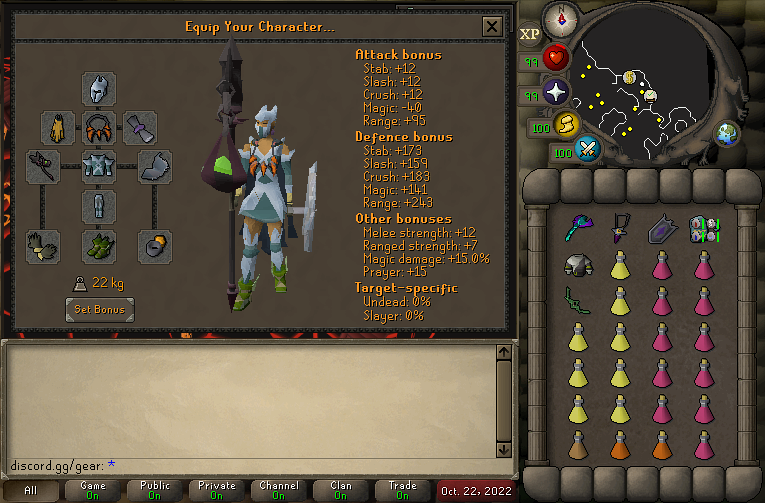 Equip Your Character...
Attack bonus
Stab: +12
Slash: +12
Crush: +12
Magic: -40
Range: +95
Defence bonus
Stab: +173
Slash: +159
Crush: +183
Magic: +141
Range: +243
Other bonuses
Melee strength: +12
Ranged strength: +7
Magic damage: +15.0%
Prayer: +15
Target-specific
Undead: 0%
Slayer: 0%
22 kg
Set Bonus
XP
99
99
100
100
discord.gg/gear: *
All
Game
On
Public
On
Private
On
Channel
On
Clan
On
Trade
On
Oct. 22, 2022